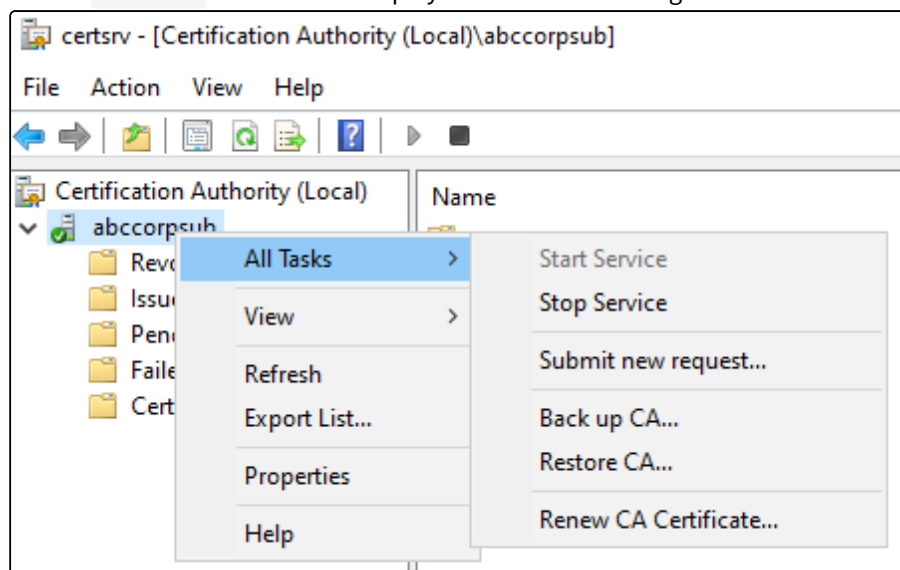 certsrv - [Certification Authority (Local)\abccorpsub]
File Action View Help
Certification Authority (Local)
Name
abccorpsub
All Tasks
View
Refresh
Export List...
Properties
Help
Start Service
Stop Service
Submit new request...
Back up CA...
Restore CA...
Renew CA Certificate...